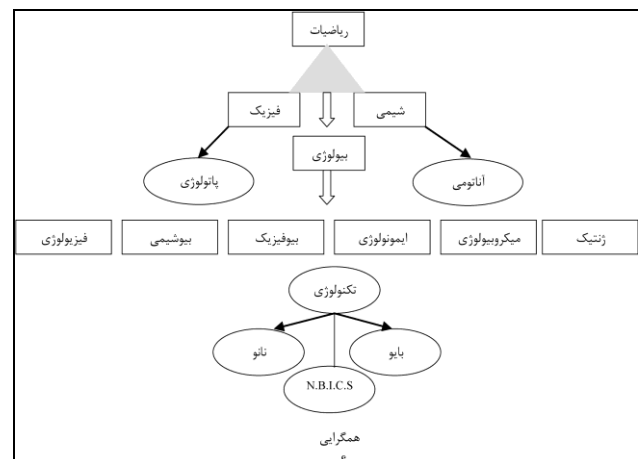 ریاضیات
شیمی
فیزیک
بیولوژی
آناتومی
پاتولوژی
ژنتیک
میکروبیولوژی
ایمونولوژی
بیوفیزیک
بیوشیمی
فیزیولوژی
تکنولوژی
بایو
نانو
N.B.I.C.S
همگرایی